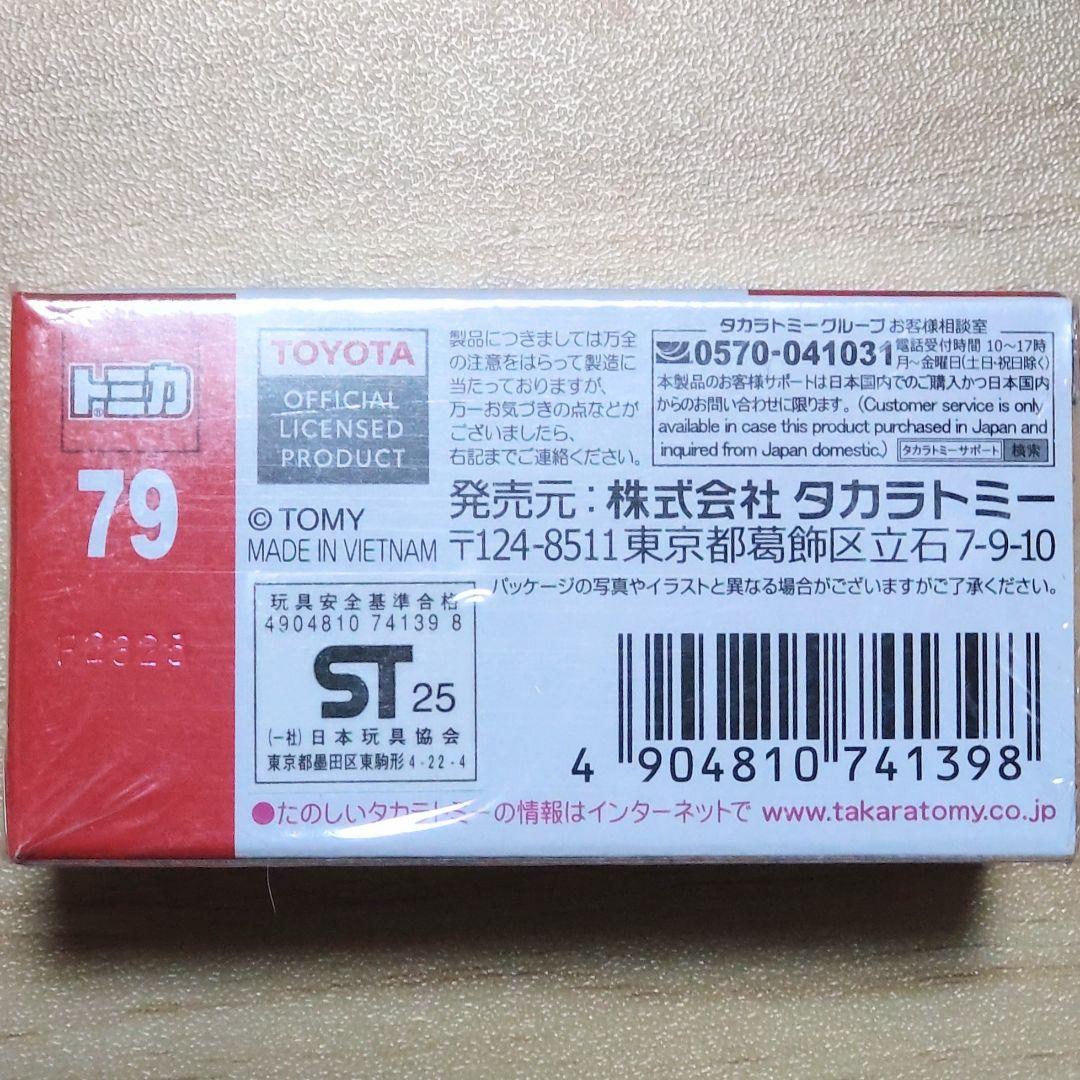 トミカ
79
TOYOTA
OFFICIAL
LICENSED
PRODUCT
© TOMY
MADE IN VIETNAM
製品につきましては万全
の注意をはらって製造に
当たっておりますが、
万一お気づきの点などが
ございましたら、
右記までご連絡ください。
タカラトミーグループ お客様相談室
0570-041031 電話受付時間 10〜17時
月〜金曜日(土日・祝日除く)
本製品のお客様サポートは日本国内でのご購入かつ日本国内
からのお問い合わせに限ります。(Customer service is only
available in case this product purchased in Japan and
inquired from Japan domestic.) タカラトミーサポート 検索
発売元:株式会社 タカラトミー
〒124-8511 東京都葛飾区立石 7-9-10
パッケージの写真やイラストと異なる場合がございますがご了承ください。
玩具安全基準合格
4904810 74139 8
ST 25
(一社)日本玩具協会
東京都墨田区東駒形 4-22-4
4 904810 741398
●たのしいタカラトミーの情報はインターネットで www.takaratomy.co.jp